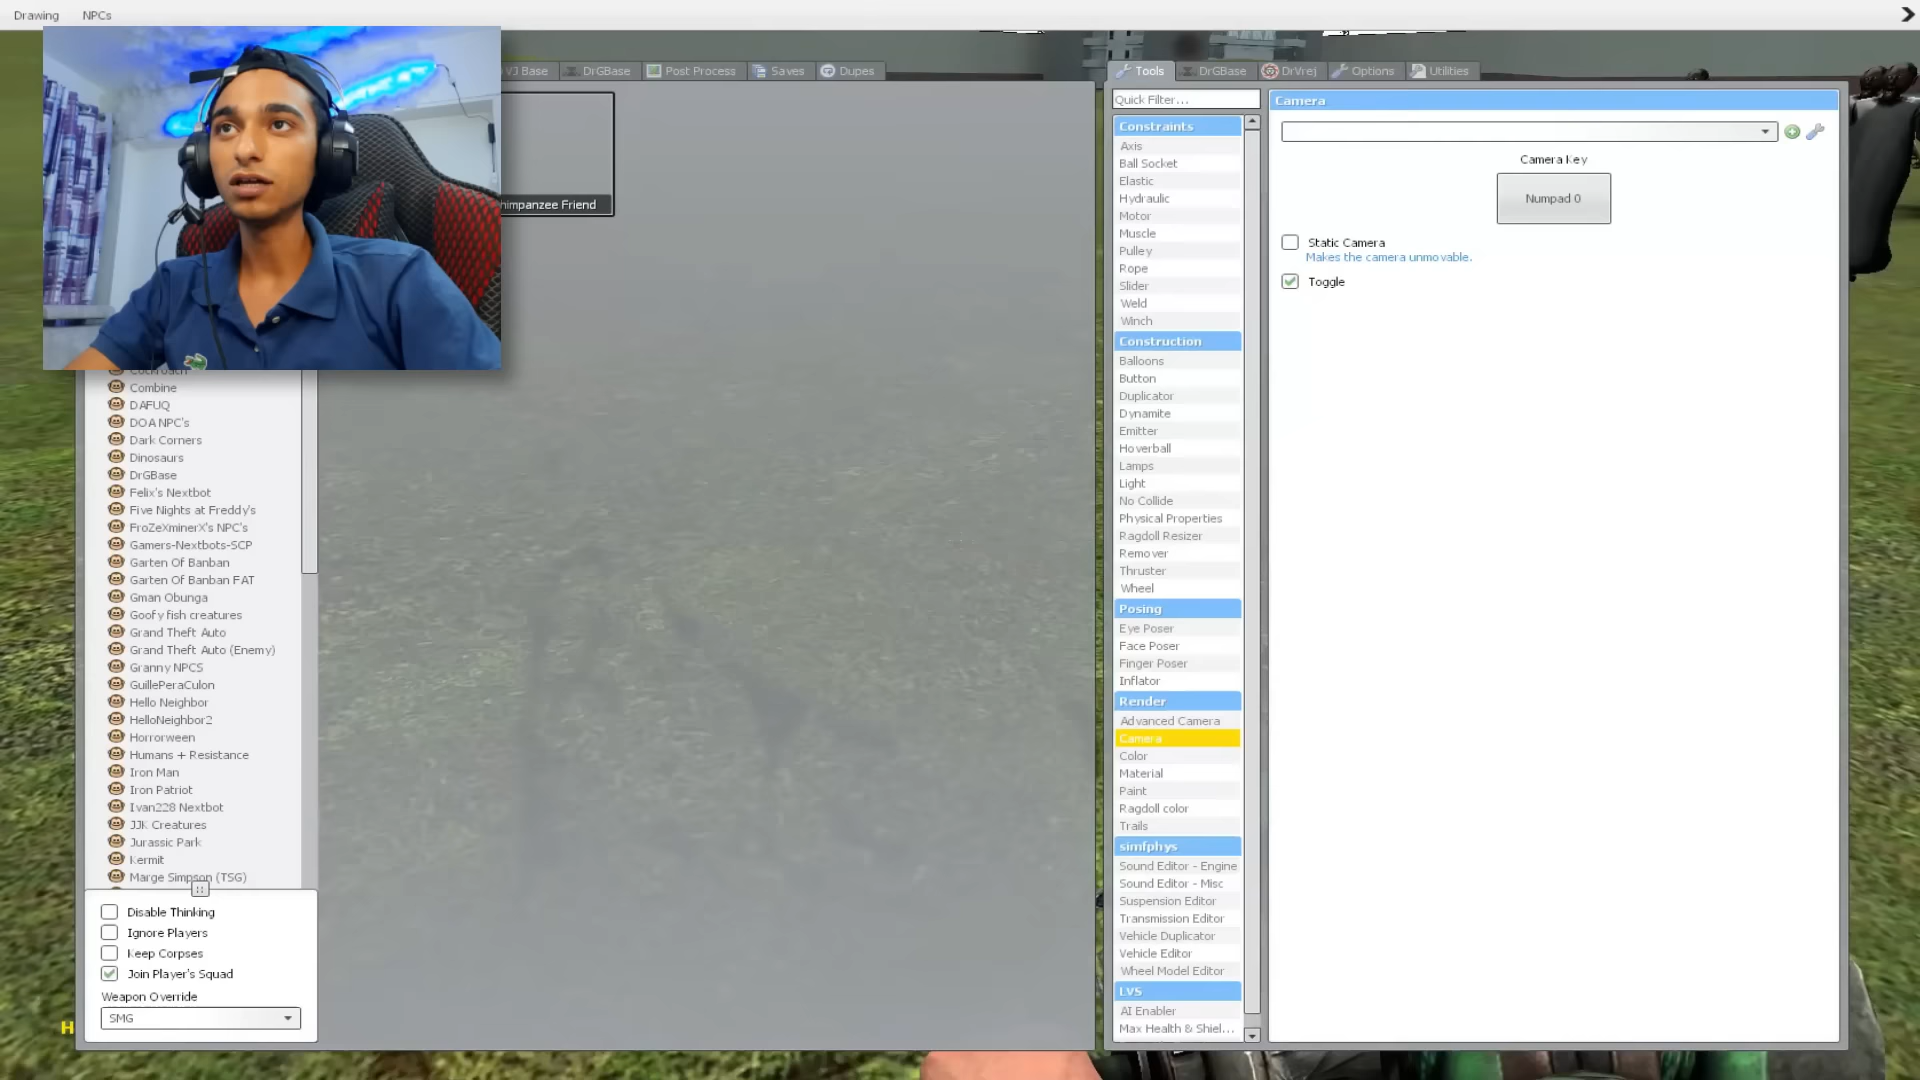 Drawing NPCs
VJ Base DrGBase Post Process Saves Dupes
himpanzee Friend
Cockroach
Combine
DAFUQ
DOA NPC's
Dark Corners
Dinosaurs
DrGBase
Felix's Nextbot
Five Nights at Freddy's
FroZeXminerX's NPC's
Gamers-Nextbots-SCP
Garten Of Banban
Garten Of Banban FAT
Gman Obunga
Goofy fish creatures
Grand Theft Auto
Grand Theft Auto (Enemy)
Granny NPCS
GuillePeraCulon
Hello Neighbor
HelloNeighbor2
Horrorween
Humans + Resistance
Iron Man
Iron Patriot
Ivan228 Nextbot
JJK Creatures
Jurassic Park
Kermit
Marge Simpson (TSG)
Disable Thinking
Ignore Players
Keep Corpses
Join Player's Squad
Weapon Override
SMG
H
Tools DrGBase DrVrej Options Utilities
Quick Filter...
Constraints
Axis
Ball Socket
Elastic
Hydraulic
Motor
Muscle
Pulley
Rope
Slider
Weld
Winch
Construction
Balloons
Button
Duplicator
Dynamite
Emitter
Hoverball
Lamps
Light
No Collide
Physical Properties
Ragdoll Resizer
Remover
Thruster
Wheel
Posing
Eye Poser
Face Poser
Finger Poser
Inflator
Render
Advanced Camera
Camera
Color
Material
Paint
Ragdoll color
Trails
simfphys
Sound Editor - Engine
Sound Editor - Misc
Suspension Editor
Transmission Editor
Vehicle Duplicator
Vehicle Editor
Wheel Model Editor
LVS
AI Enabler
Max Health & Shiel...
Camera
Camera Key
Numpad 0
Static Camera
Makes the camera unmovable.
Toggle